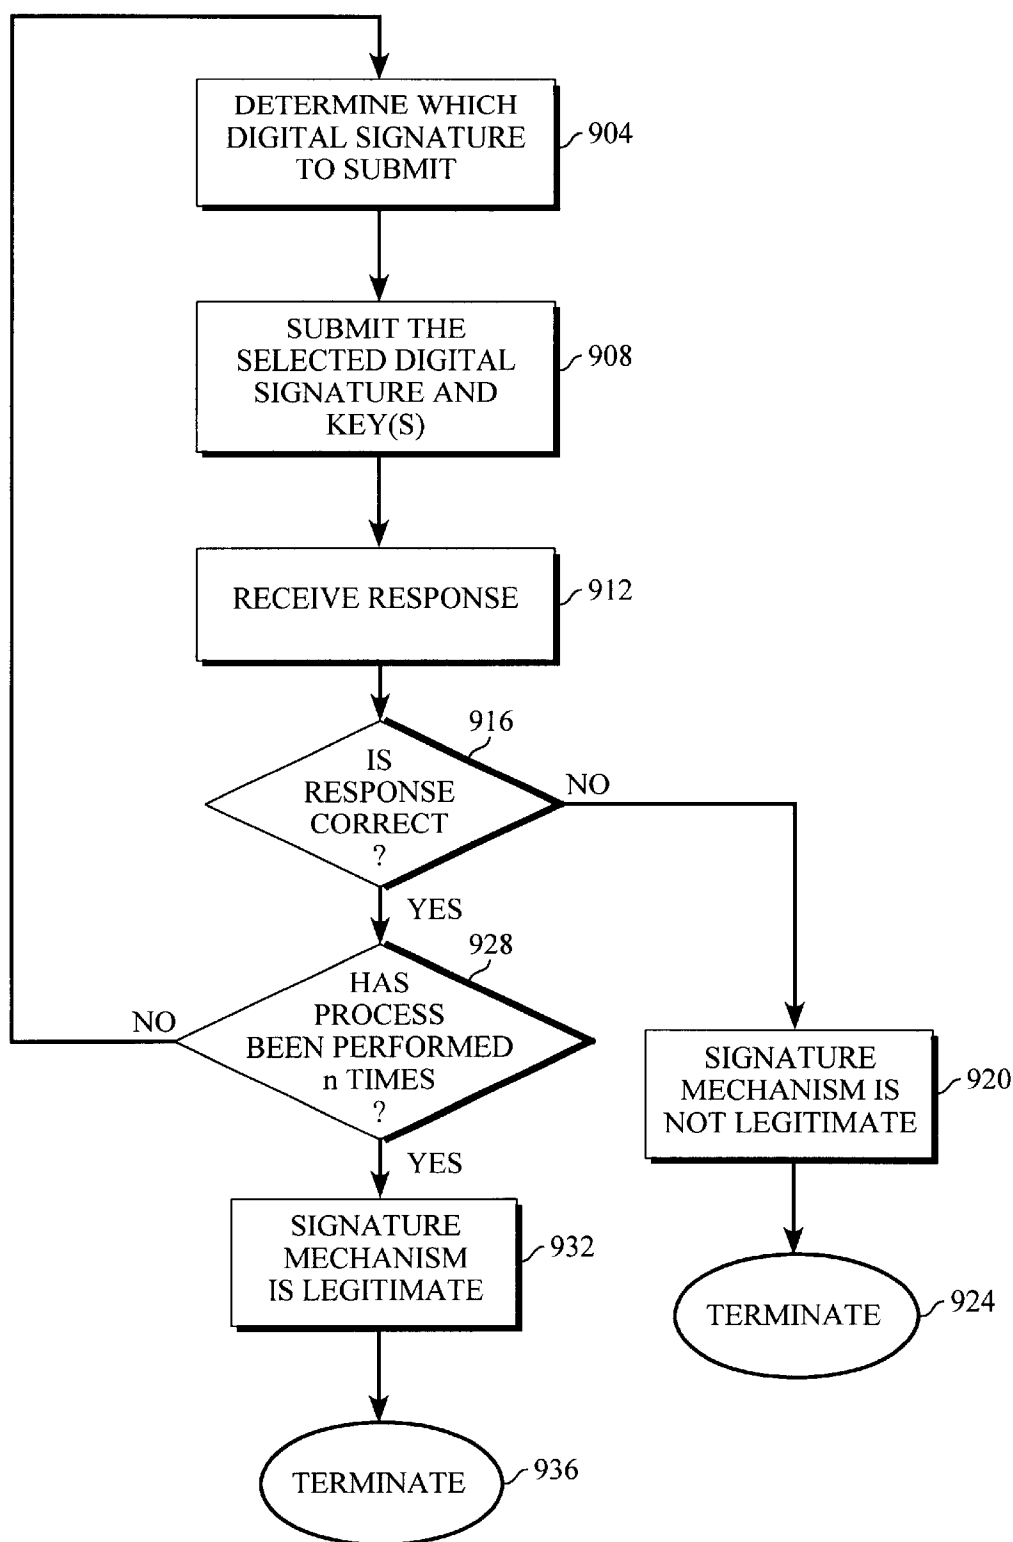 DETERMINE WHICH
DIGITAL SIGNATURE
TO SUBMIT
904
SUBMIT THE
SELECTED DIGITAL
SIGNATURE AND
KEY(S)
908
RECEIVE RESPONSE
912
916
IS
RESPONSE
CORRECT
?
NO
YES
928
HAS
PROCESS
BEEN PERFORMED
n TIMES
?
NO
YES
SIGNATURE
MECHANISM IS
NOT LEGITIMATE
920
SIGNATURE
MECHANISM
IS LEGITIMATE
932
TERMINATE
924
TERMINATE
936